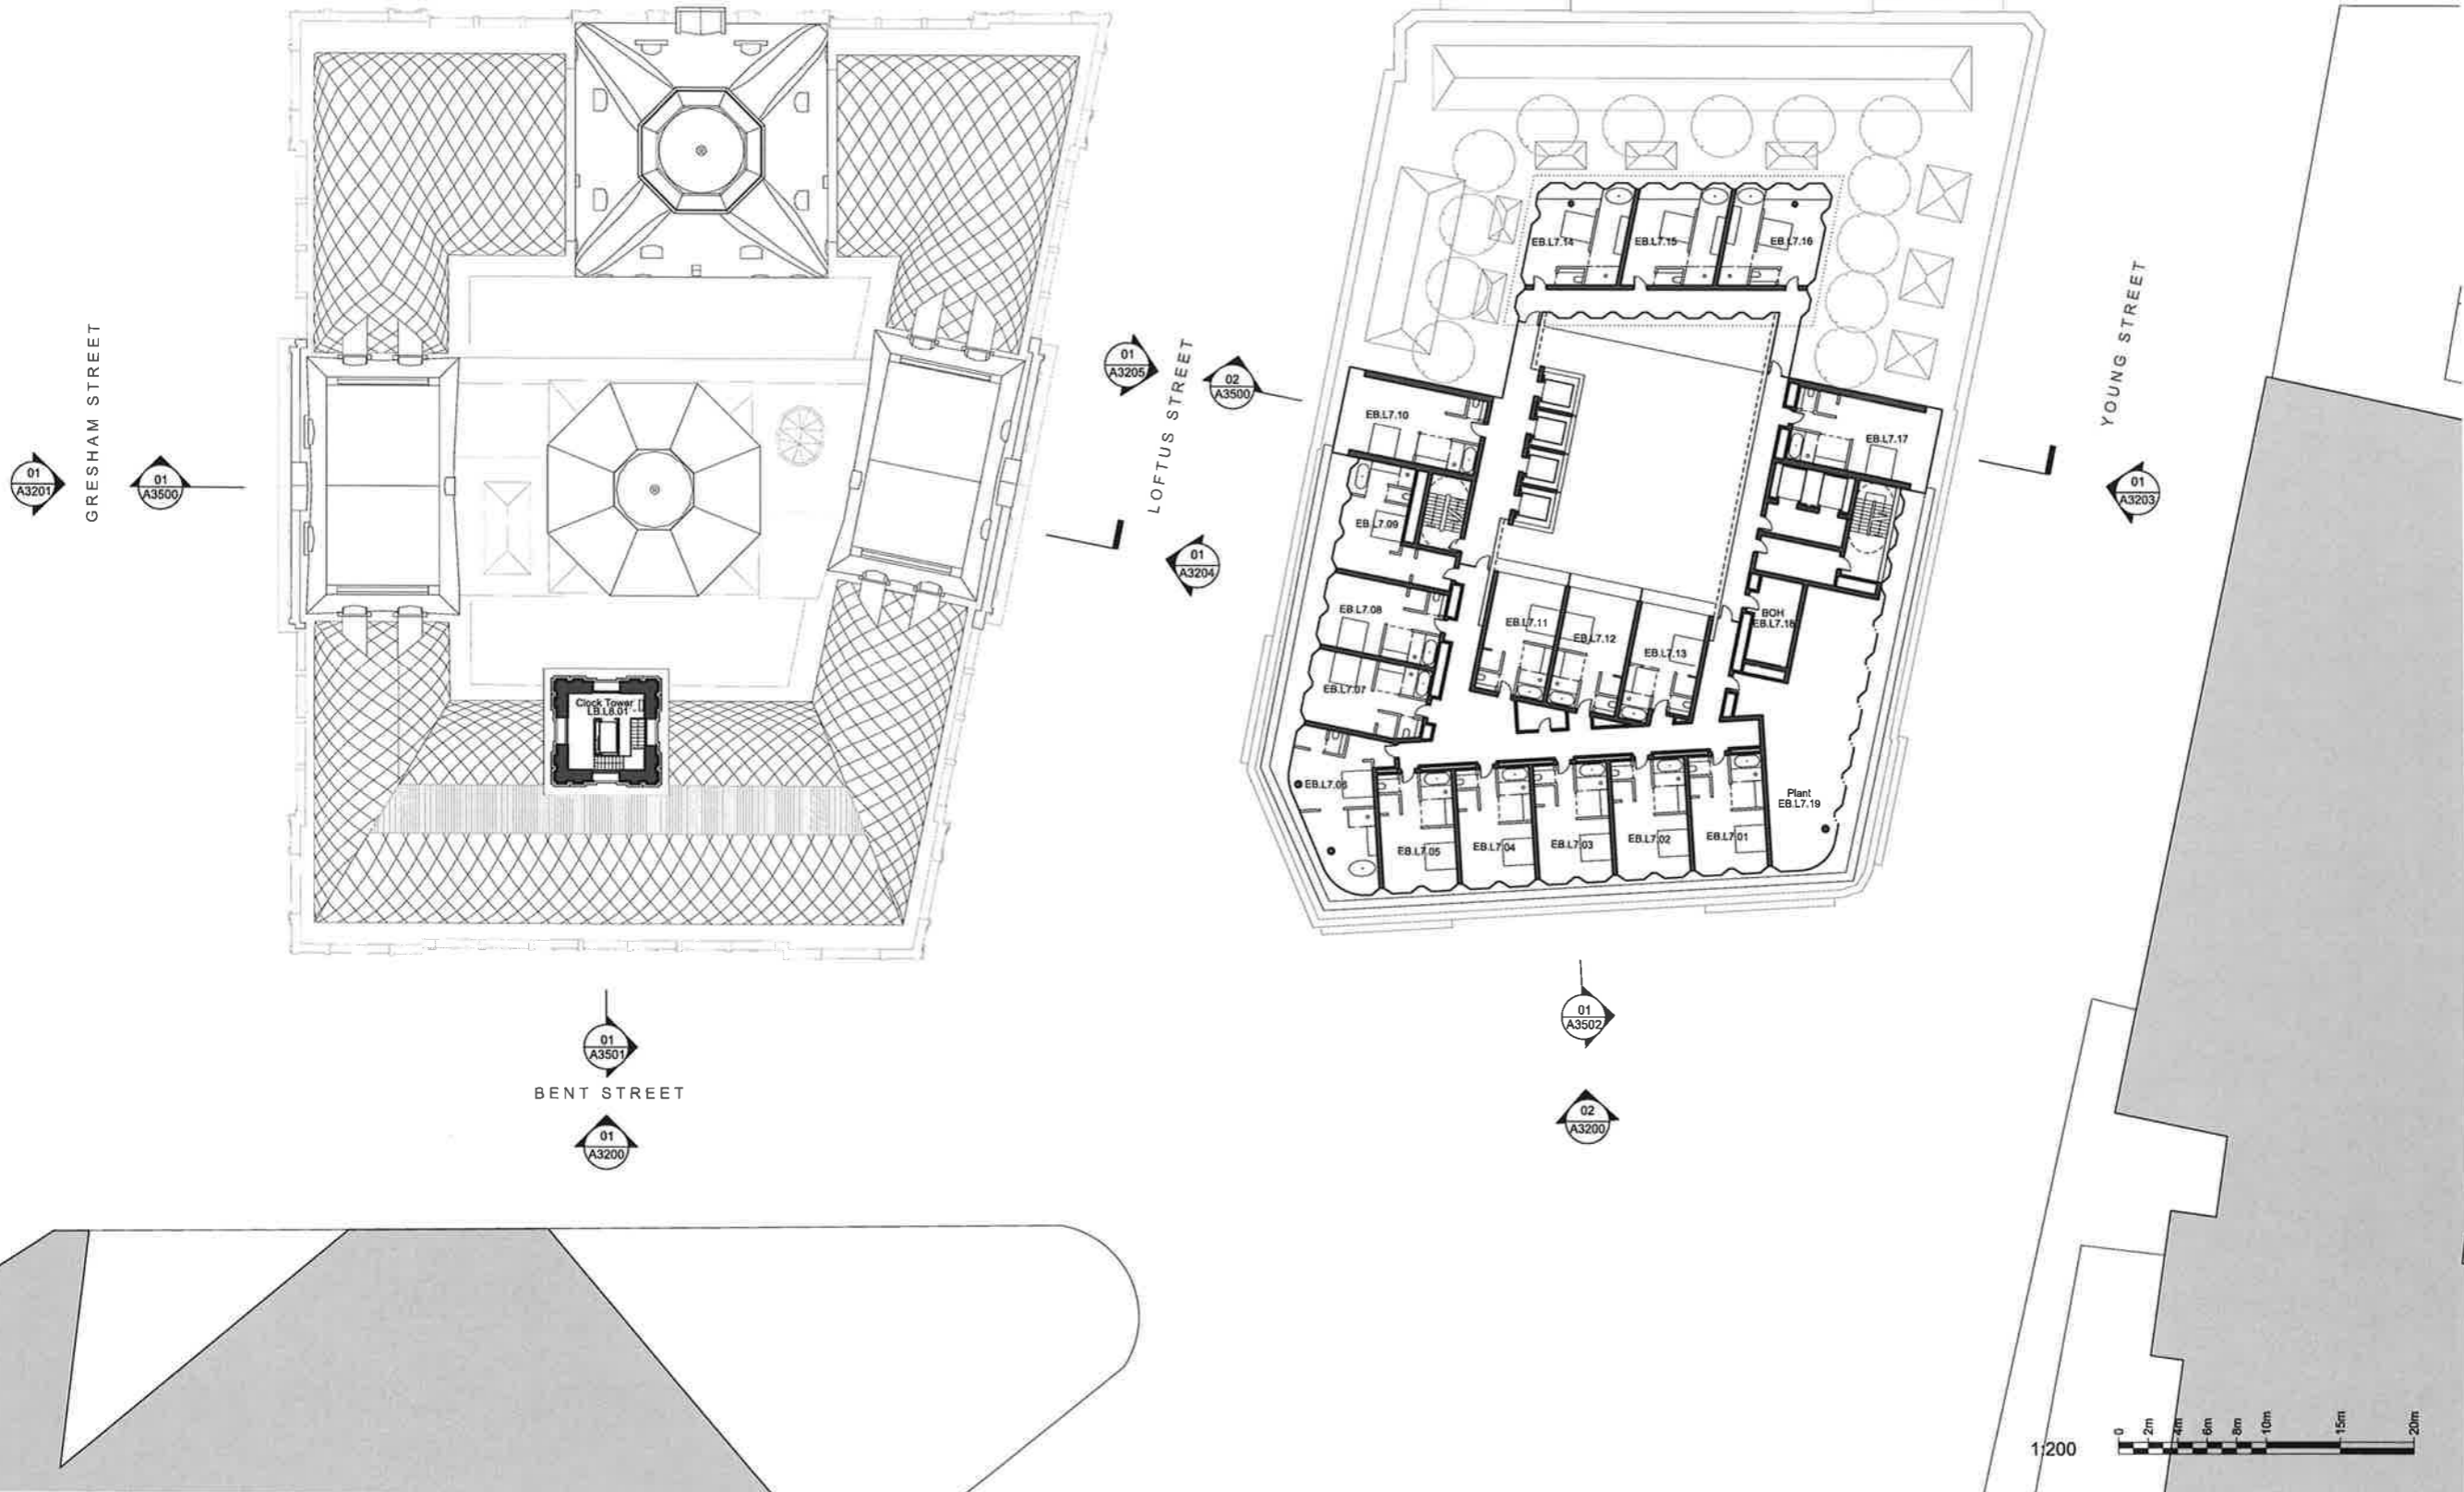 EB.L7.14
EB.L7.15
EB.L7.16
GRESHAM STREET
LOFTUS STREET
YOUNG STREET
01
A3205
02
A3500
EB.L7.10
EB.L7.17
01
A3201
01
A3500
01
A3203
EB.L7.09
01
A3204
EB.L7.08
EB.L7.11
EB.L7.12
EB.L7.13
BOH
EB.L7.18
EB.L7.07
Clock Tower
LB.L8.01
EB.L7.06
Plant
EB.L7.19
EB.L7.05
EB.L7.04
EB.L7.03
EB.L7.02
EB.L7.01
01
A3501
01
A3502
BENT STREET
01
A3200
02
A3200
1:200
0
2m
4m
6m
8m
10m
15m
20m